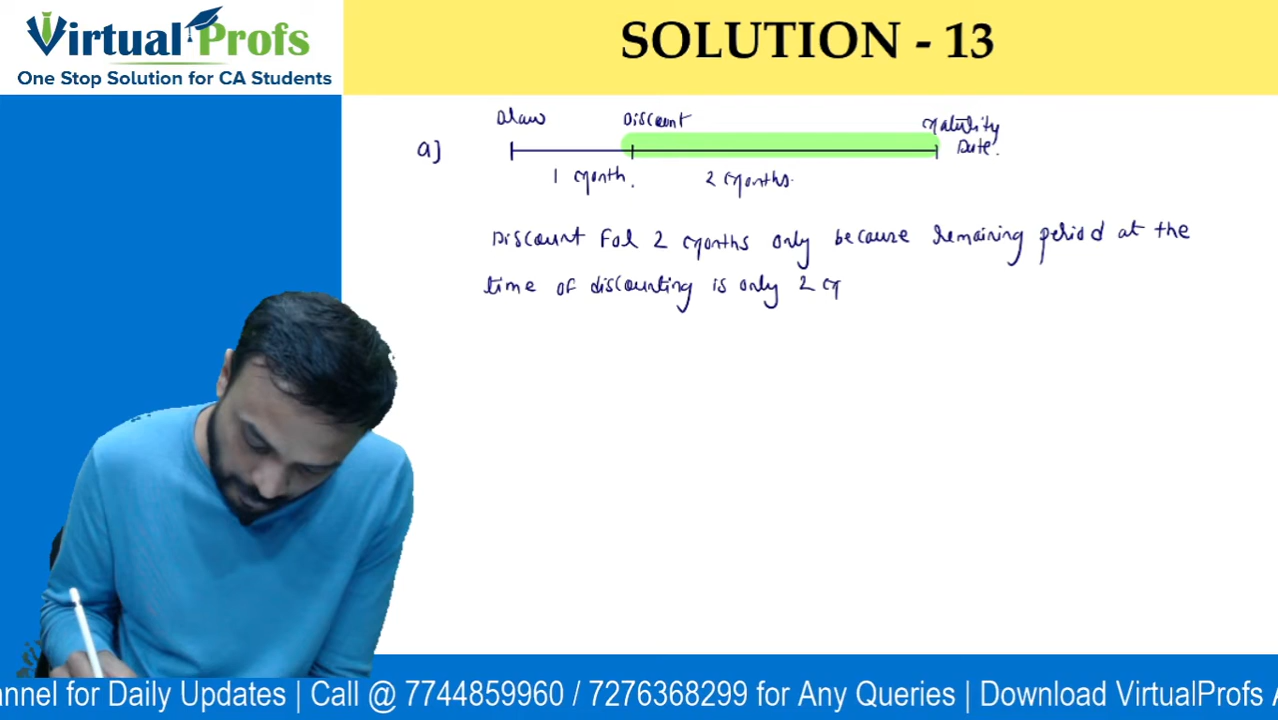 Virtual Profs
One Stop Solution for CA Students
SOLUTION - 13
Draw Discount Maturity
Date.
a]
1 month. 2 months.
Discount For 2 months only because remaining period at the
time of discounting is only 2 m
annel for Daily Updates | Call @ 7744859960 / 7276368299 for Any Queries | Download VirtualProfs A